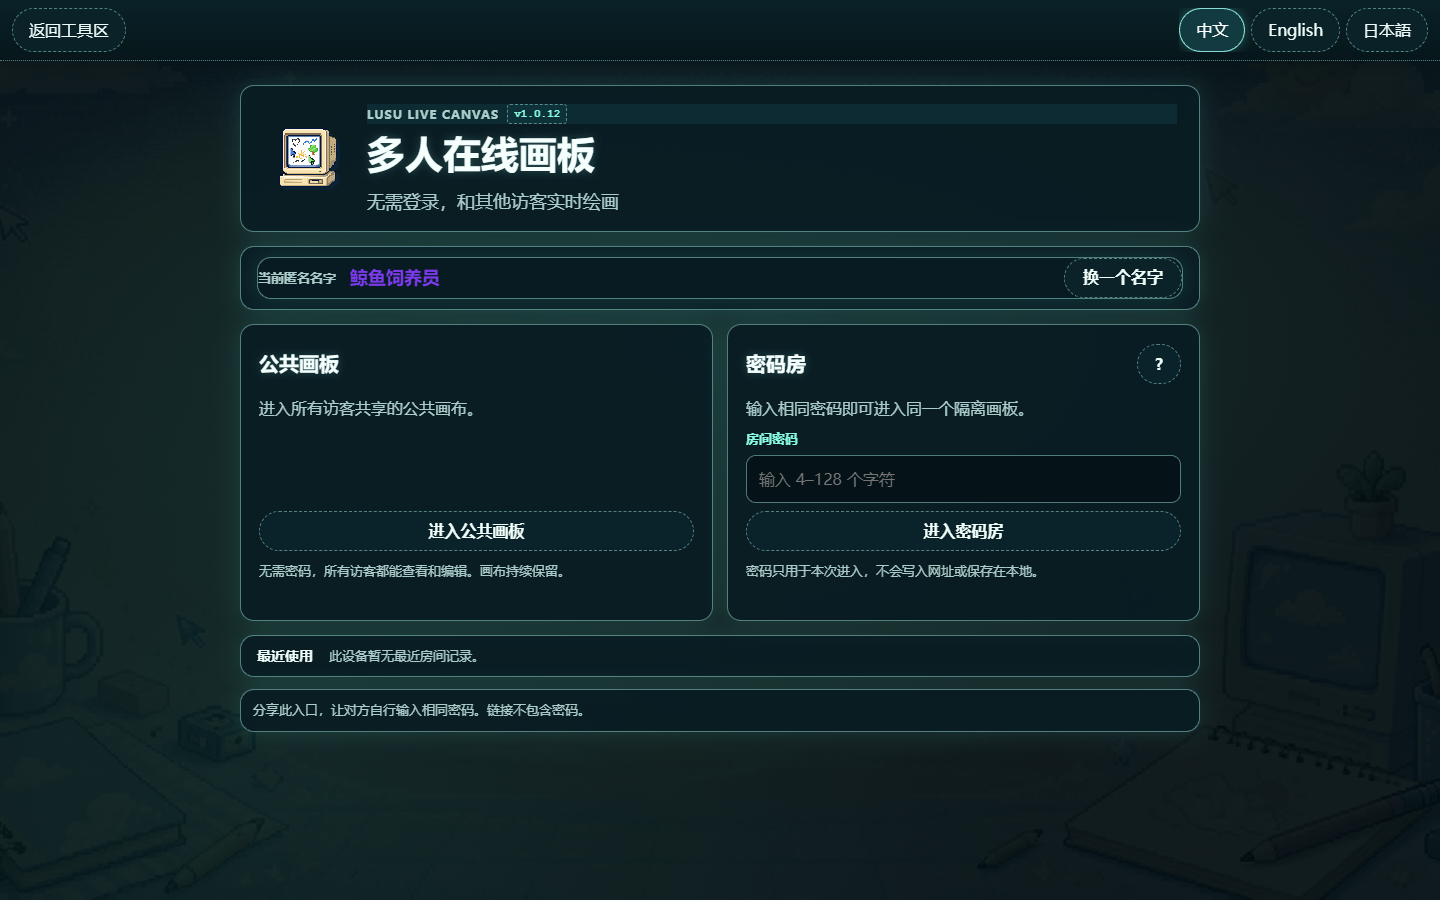 返回工具区
中文
English
日本語
LUSU LIVE CANVAS v1.0.12
多人在线画板
无需登录，和其他访客实时绘画
当前匿名名字 鲸鱼饲养员
换一个名字
公共画板
进入所有访客共享的公共画布。
进入公共画板
无需密码，所有访客都能查看和编辑。画布持续保留。
密码房
?
输入相同密码即可进入同一个隔离画板。
房间密码
输入 4–128 个字符
进入密码房
密码只用于本次进入，不会写入网址或保存在本地。
最近使用 此设备暂无最近房间记录。
分享此入口，让对方自行输入相同密码。链接不包含密码。